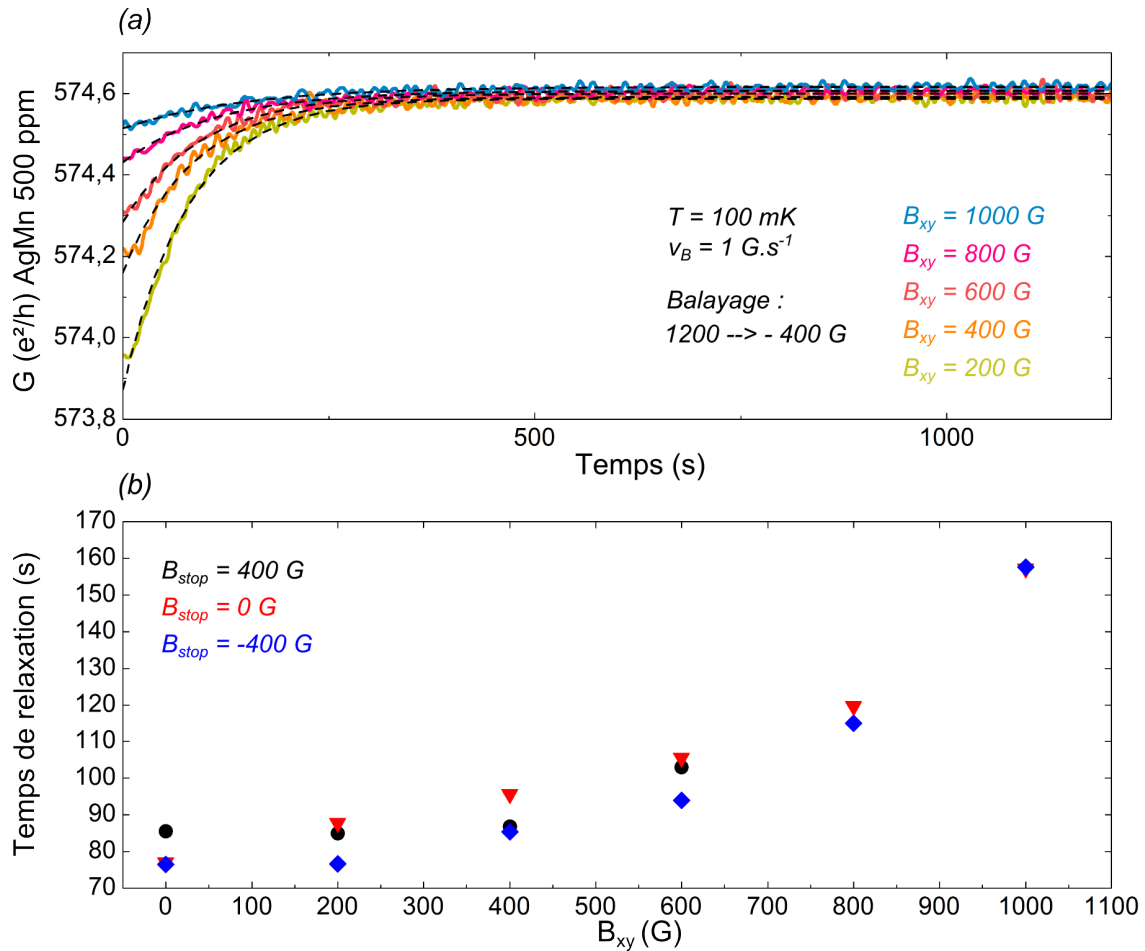 (a)
G (e²/h) AgMn 500 ppm
574,6
574,4
574,2
574,0
573,8
0
500
1000
Temps (s)
T = 100 mK
v_B = 1 G.s⁻¹
Balayage :
1200 --> - 400 G
B_xy = 1000 G
B_xy = 800 G
B_xy = 600 G
B_xy = 400 G
B_xy = 200 G
(b)
Temps de relaxation (s)
170
160
150
140
130
120
110
100
90
80
70
B_stop = 400 G
B_stop = 0 G
B_stop = -400 G
0 100 200 300 400 500 600 700 800 900 1000 1100
B_xy (G)